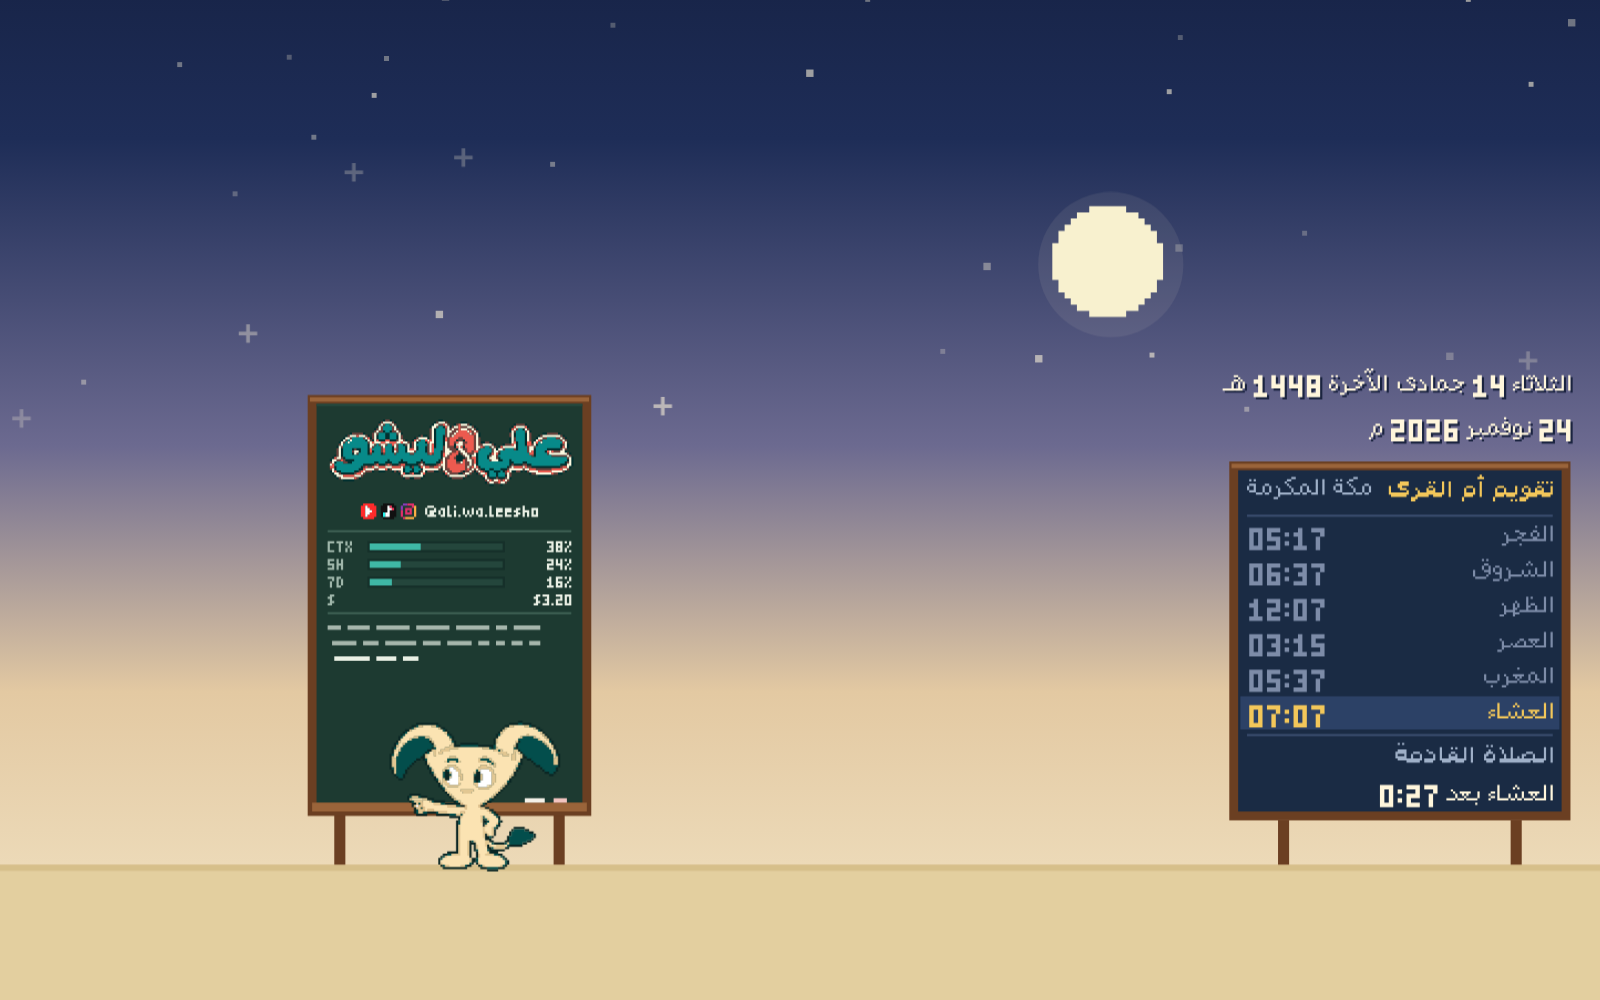 علي & ليشو
@ali.wa.leesho
CTX 38%
5H 24%
7D 16%
$ $3.20
الثلاثاء 14 جمادى الآخرة 1448 هـ
24 نوفمبر 2026 م
تقويم أم القرى مكة المكرمة
الفجر 05:17
الشروق 06:37
الظهر 12:07
العصر 03:15
المغرب 05:37
العشاء 07:07
الصلاة القادمة
العشاء بعد 0:27